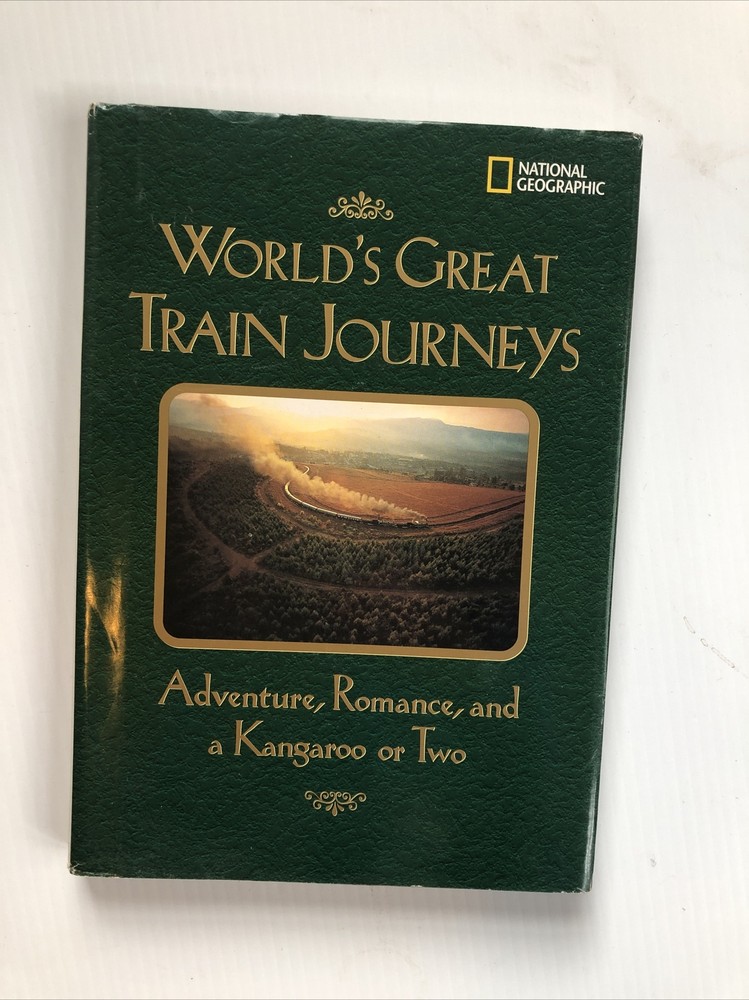 NATIONAL
GEOGRAPHIC
WORLD'S GREAT
TRAIN JOURNEYS
Adventure, Romance, and
a Kangaroo or Two